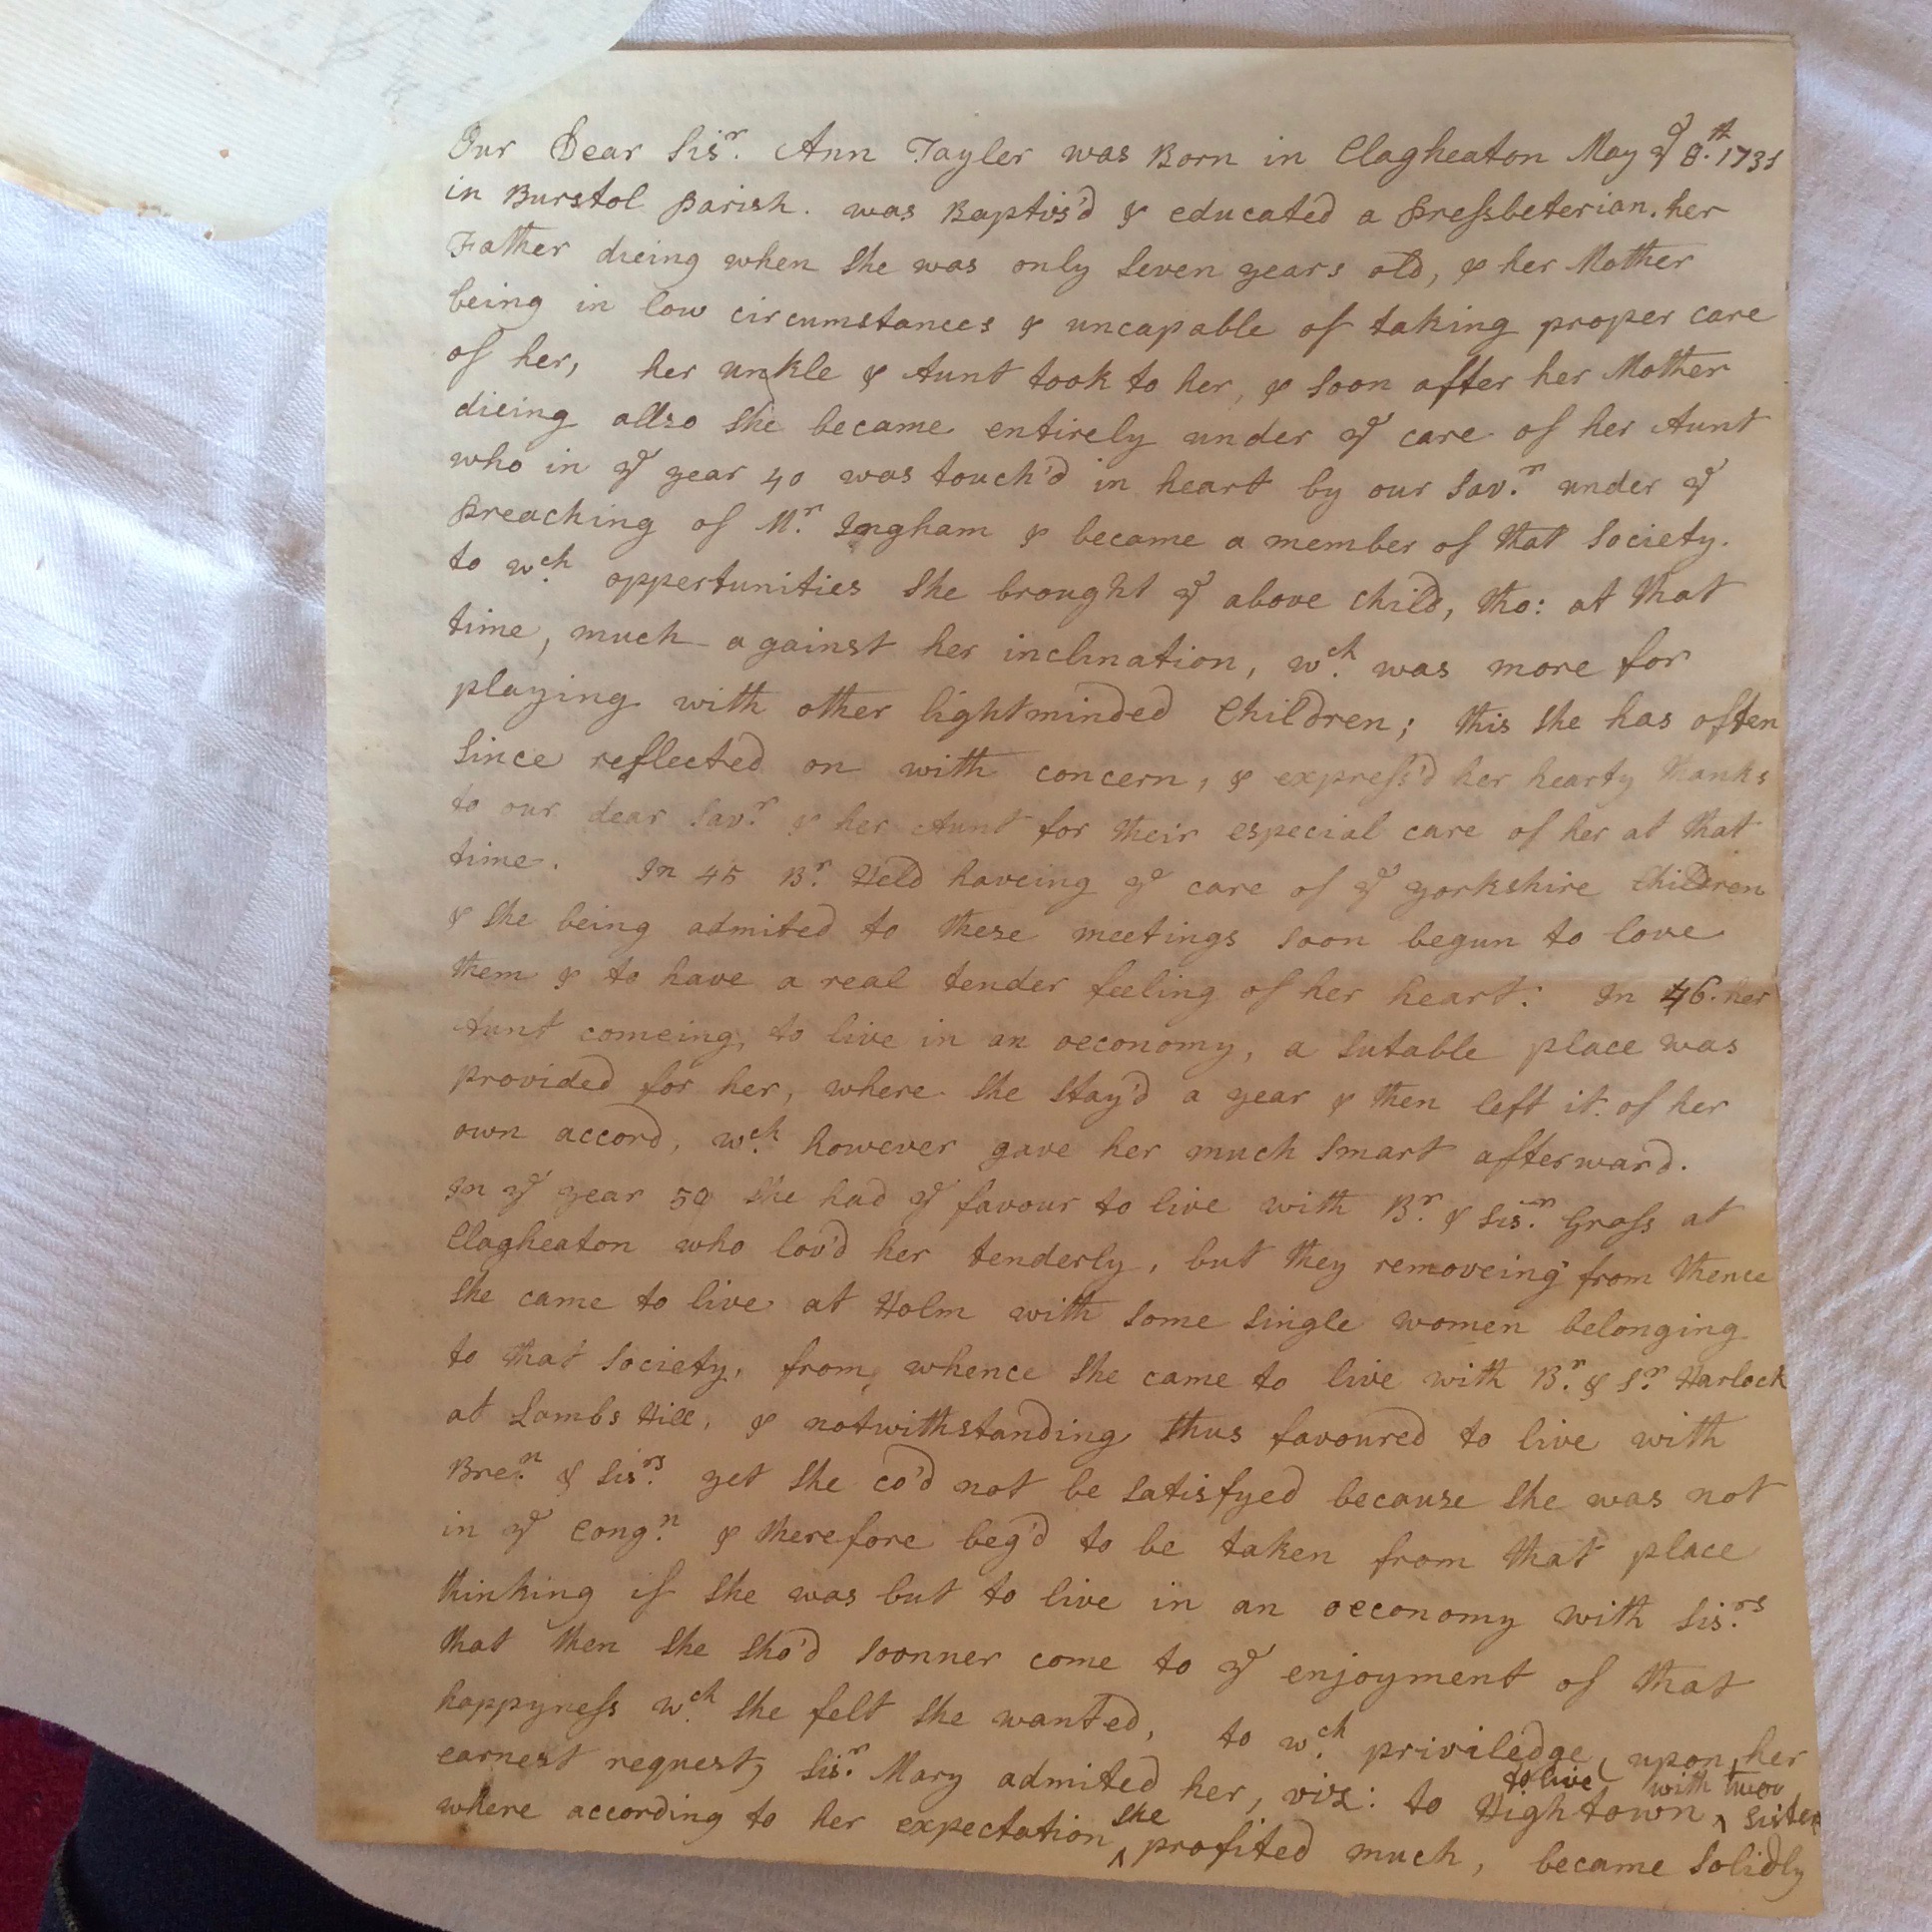 Our Dear Sisr. Ann Tayler was Born in Clagheaton May ye 8.th 1731
in Burstol parish. was Baptis'd & educated a Pressbeterian. her
Father dieing when she was only seven years old, & her Mother
being in low circumstances & uncapable of taking proper care
of her, her unkle & Aunt took to her, & soon after her Mother
dieing allso she became entirely under ye care of her Aunt
who in ye year 40 was touch'd in heart by our Sav.r under ye
preaching of Mr. Ingham & became a member of that Society.
to wch. oppertunities she brought ye above child, tho: at that
time, much against her inclination, wch. was more for
playing with other lightminded Children; this she has often
since reflected on with concern, & express'd her hearty thanks
to our dear Savr. & her Aunt for their especial care of her at that
time. In 45 Br. Held haveing ye care of ye yorkshire Children
& she being admited to these meetings soon begun to love
them & to have a real tender feeling of her heart: In 46. her
Aunt comeing to live in an oeconomy, a sutable place was
provided for her, where she stay'd a year & then left it of her
own accord, wch. however gave her much smart afterward.
In ye year 50 she had ye favour to live with Br. & Sis.r Grass at
Clagheaton who lov'd her tenderly, but they removeing from thence
she came to live at Holm with some single women belonging
to that Society, from whence she came to live with Br. & Sr. Harlock
at Lambs Hill, & notwithstanding thus favoured to live with
Bre.n & Sis.rs yet she co'd not be satisfyed because she was not
in ye Cong.n & therefore beg'd to be taken from that place
thinking if she was but to live in an oeconomy with Sis.rs
that then she sho'd soonner come to ye enjoyment of that
happyness wch. she felt she wanted, to wch. priviledge, upon her
earnest request, Sis.r Mary admited her, viz: to Hightown to live with two Sisters
where according to her expectation she profited much, became solidly